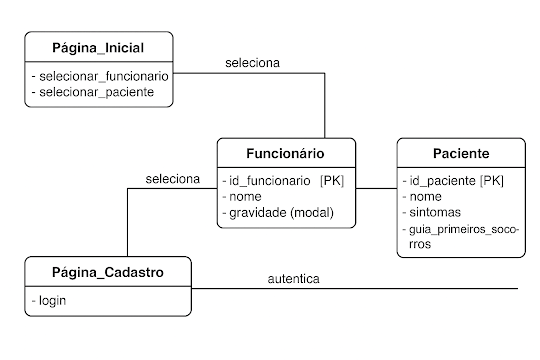 Página_Inicial
- selecionar_funcionario
- selecionar_paciente
seleciona
Funcionário
- id_funcionario [PK]
- nome
- gravidade (modal)
Paciente
- id_paciente [PK]
- nome
- sintomas
- guia_primeiros_soco-
rros
seleciona
Página_Cadastro
- login
autentica